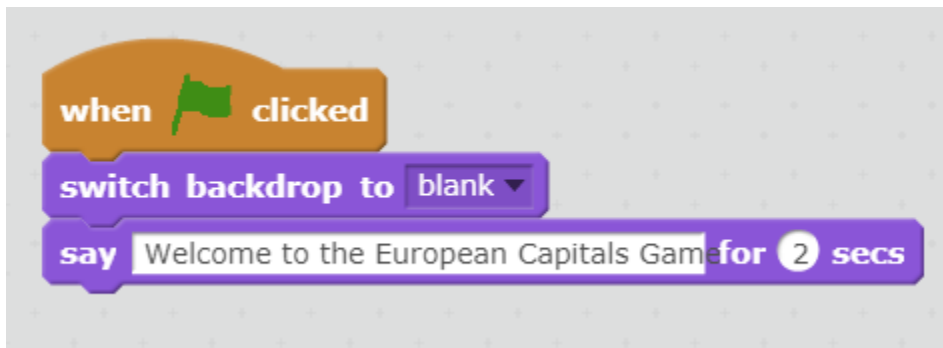 when clicked
switch backdrop to blank
say Welcome to the European Capitals Game for 2 secs